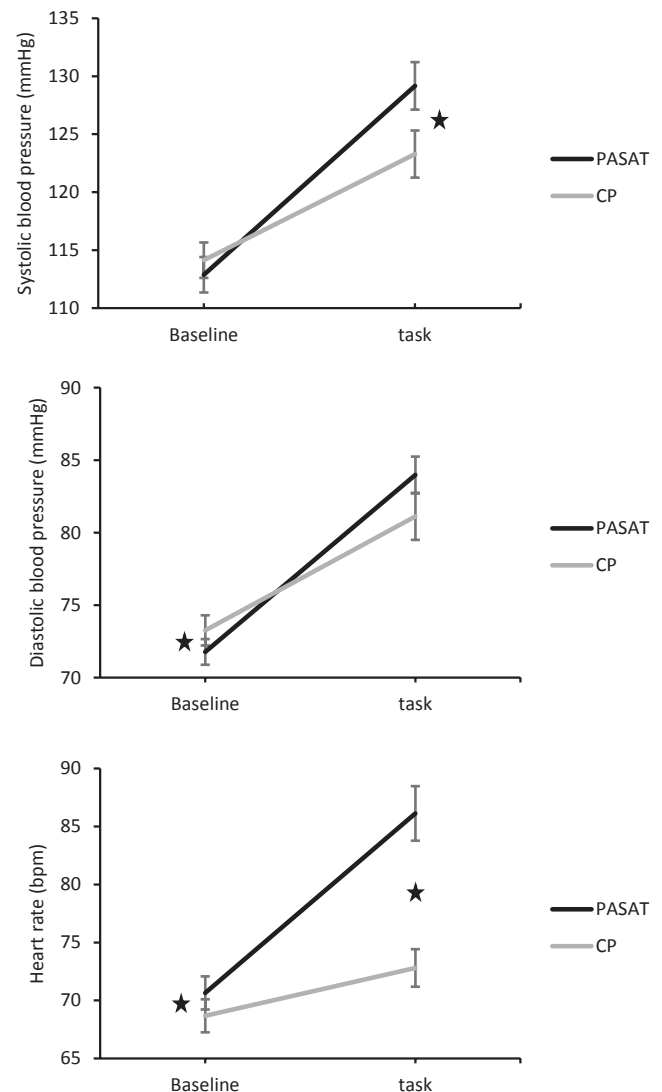 135
130
125
120
115
110
Systolic blood pressure (mmHg)
Baseline
task
PASAT
CP
90
85
80
75
70
Diastolic blood pressure (mmHg)
Baseline
task
PASAT
CP
90
85
80
75
70
65
Heart rate (bpm)
Baseline
task
PASAT
CP